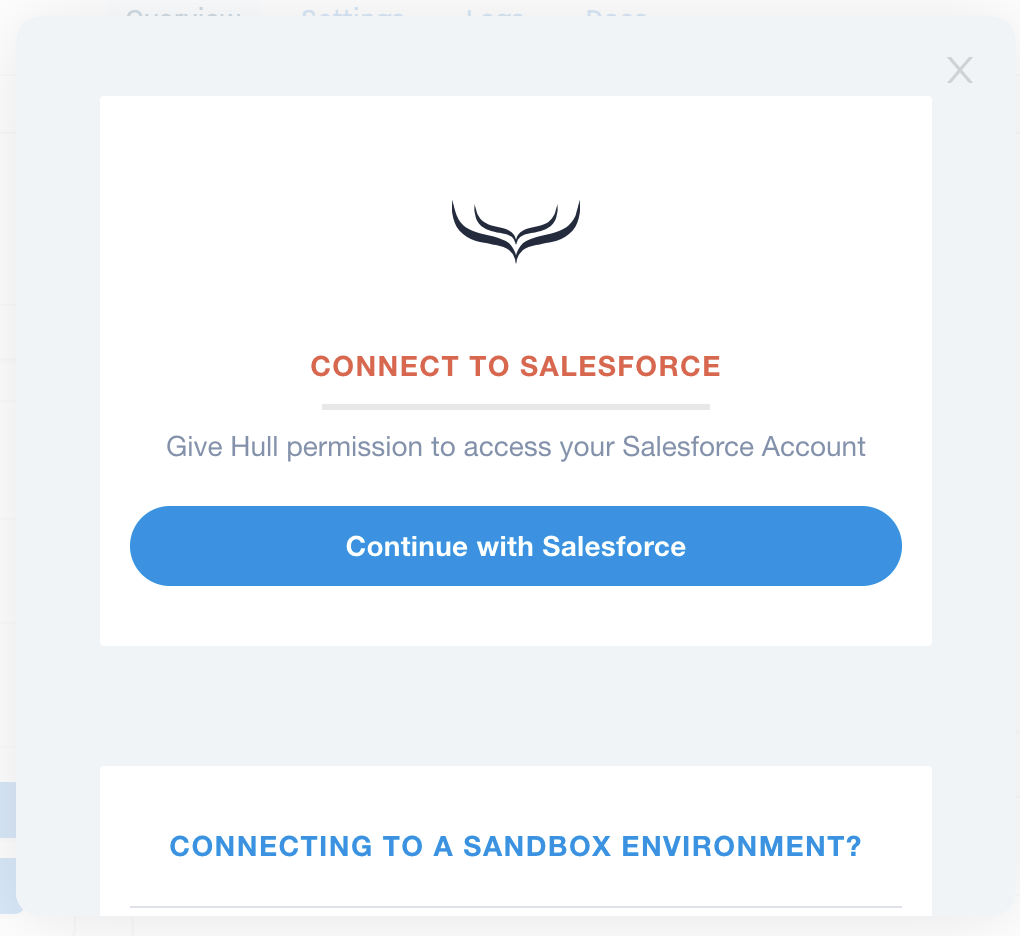 Overview Settings Logs Docs
X
CONNECT TO SALESFORCE
Give Hull permission to access your Salesforce Account
Continue with Salesforce
CONNECTING TO A SANDBOX ENVIRONMENT?